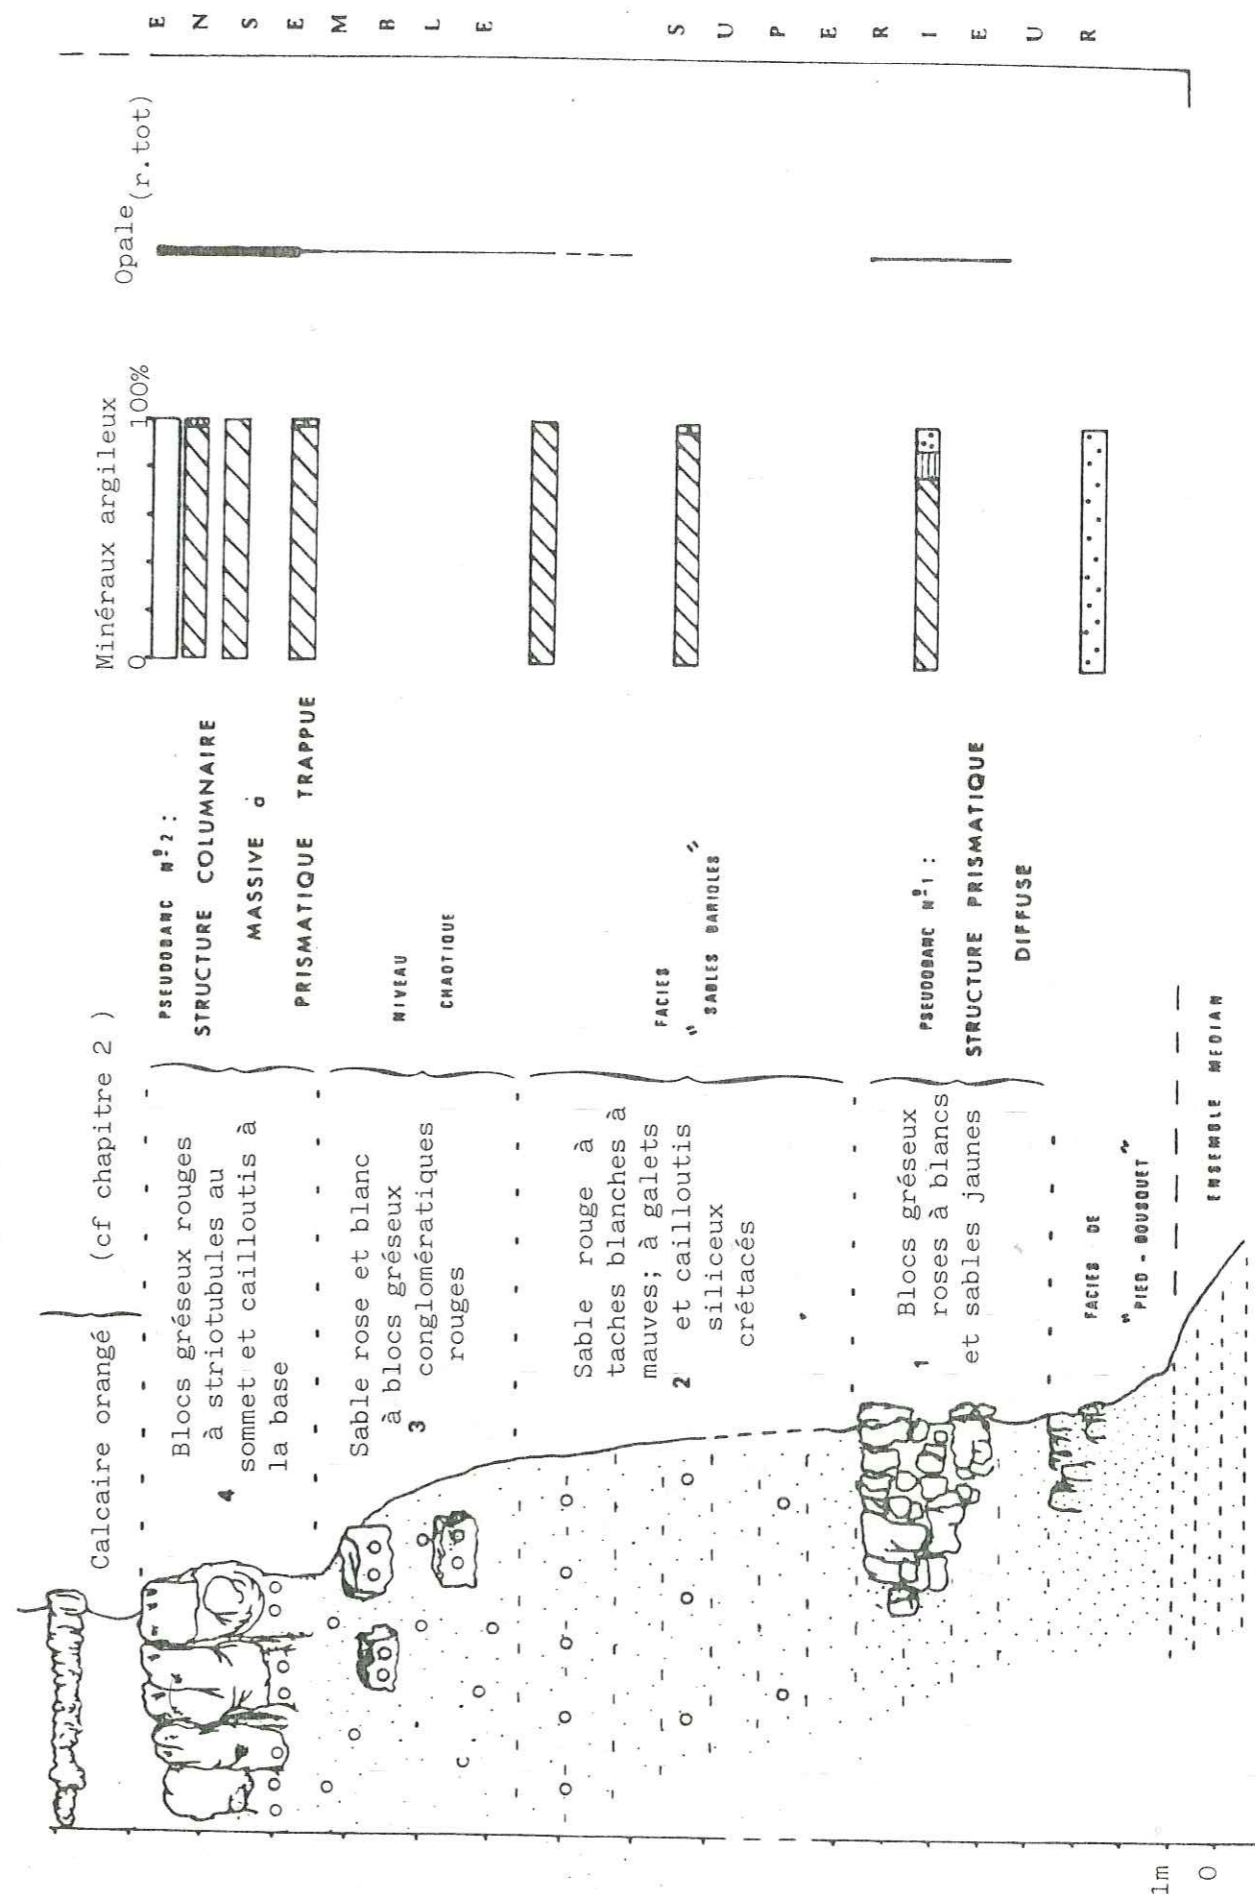 Calcaire orangé (cf chapitre 2 )
Minéraux argileux
0 100%
Opale (r.tot)
ENSEMBLE SUPERIEUR
Blocs gréseux rouges
à striotubules au
sommet et cailloutis à
la base
4
PSEUDOBANC Nº2 :
STRUCTURE COLUMNAIRE
MASSIVE à
PRISMATIQUE TRAPPUE
Sable rose et blanc
à blocs gréseux
conglomératiques
rouges
3
NIVEAU
CHAOTIQUE
Sable rouge à
taches blanches à
mauves; à galets
et cailloutis
siliceux
crétacés
2
FACIES
"SABLES BARIOLES"
Blocs gréseux
roses à blancs
et sables jaunes
1
PSEUDOBANC Nº1 :
STRUCTURE PRISMATIQUE
DIFFUSE
FACIES DE
"PIED-BOUSQUET"
ENSEMBLE MEDIAN
1m
0